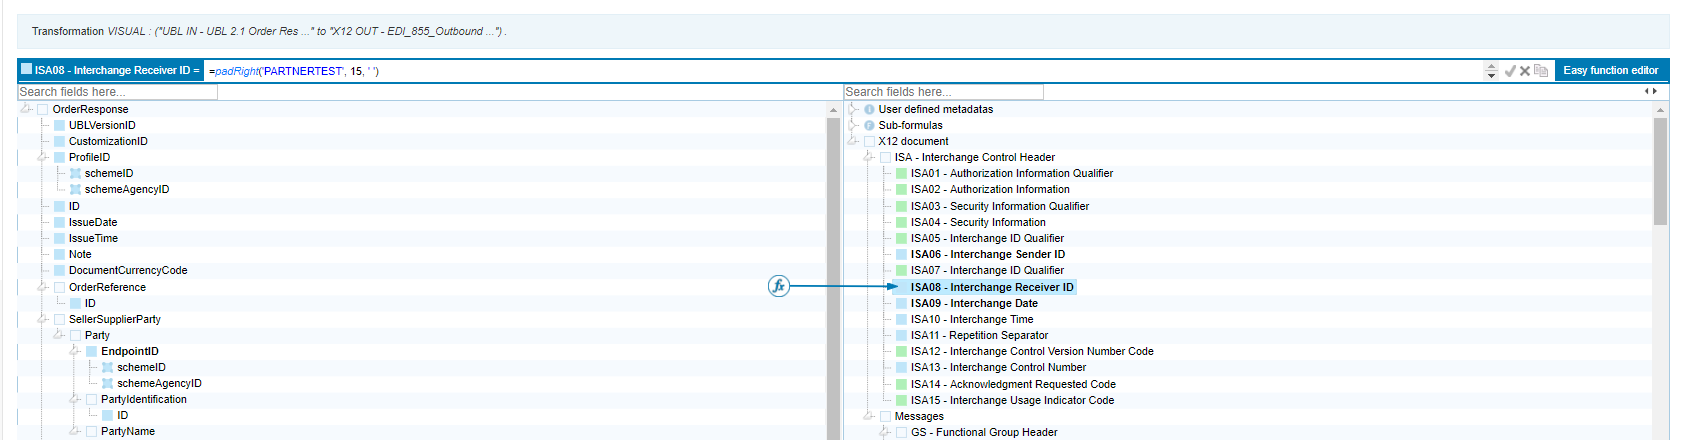 Transformation VISUAL : ("UBL IN - UBL 2.1 Order Res ..." to "X12 OUT - EDI_855_Outbound ...") .
ISA08 - Interchange Receiver ID = =padRight('PARTNERTEST', 15, ' ') Easy function editor
Search fields here...
OrderResponse
UBLVersionID
CustomizationID
ProfileID
schemeID
schemeAgencyID
ID
IssueDate
IssueTime
Note
DocumentCurrencyCode
OrderReference
ID
SellerSupplierParty
Party
EndpointID
schemeID
schemeAgencyID
PartyIdentification
ID
PartyName
fx
Search fields here...
User defined metadatas
Sub-formulas
X12 document
ISA - Interchange Control Header
ISA01 - Authorization Information Qualifier
ISA02 - Authorization Information
ISA03 - Security Information Qualifier
ISA04 - Security Information
ISA05 - Interchange ID Qualifier
ISA06 - Interchange Sender ID
ISA07 - Interchange ID Qualifier
ISA08 - Interchange Receiver ID
ISA09 - Interchange Date
ISA10 - Interchange Time
ISA11 - Repetition Separator
ISA12 - Interchange Control Version Number Code
ISA13 - Interchange Control Number
ISA14 - Acknowledgment Requested Code
ISA15 - Interchange Usage Indicator Code
Messages
GS - Functional Group Header